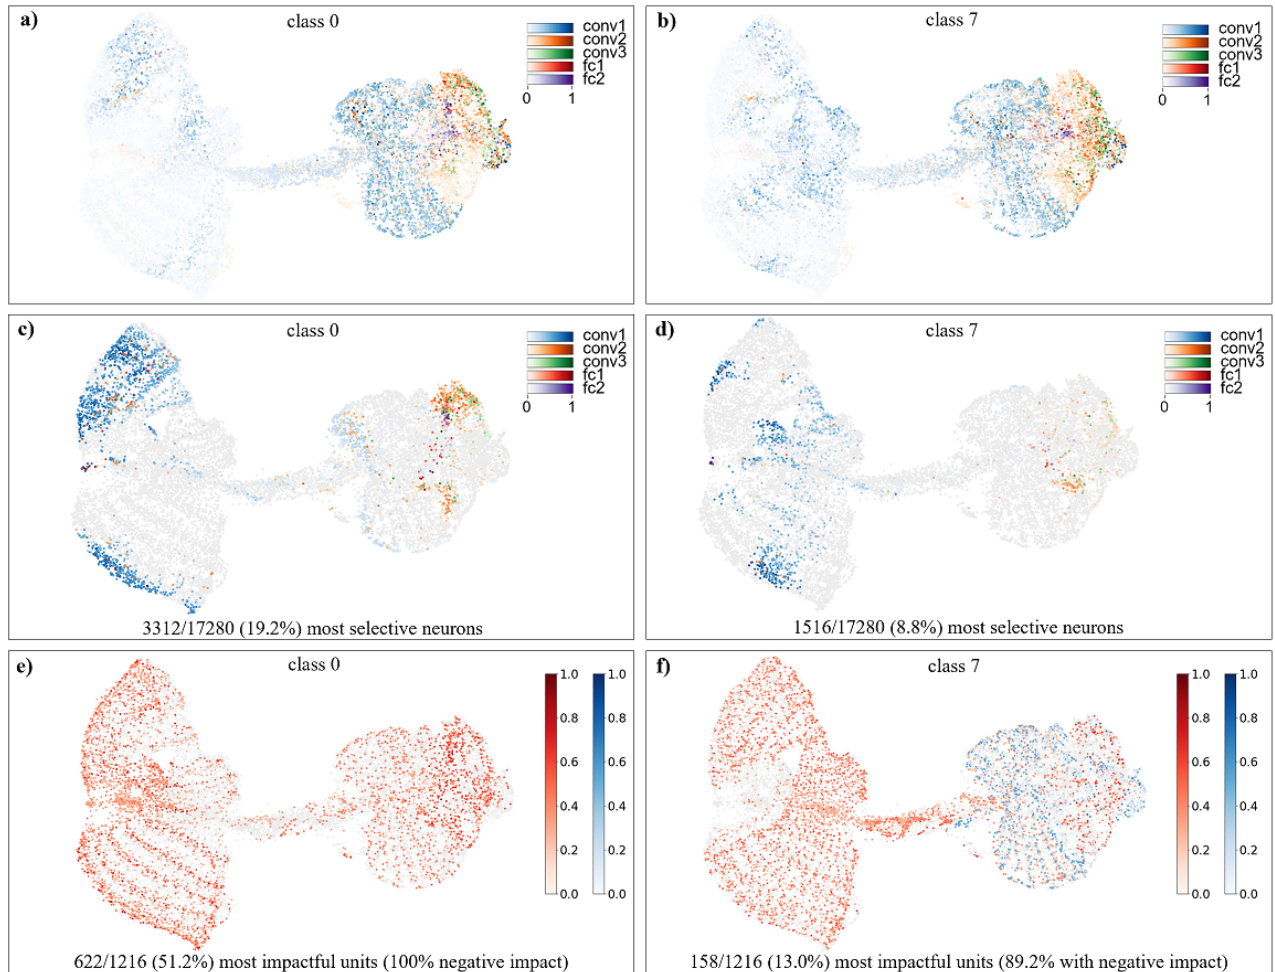 a)
class 0
conv1
conv2
conv3
fc1
fc2
0 1
b)
class 7
conv1
conv2
conv3
fc1
fc2
0 1
c)
class 0
conv1
conv2
conv3
fc1
fc2
0 1
3312/17280 (19.2%) most selective neurons
d)
class 7
conv1
conv2
conv3
fc1
fc2
0 1
1516/17280 (8.8%) most selective neurons
e)
class 0
1.0 1.0
0.8 0.8
0.6 0.6
0.4 0.4
0.2 0.2
0.0 0.0
622/1216 (51.2%) most impactful units (100% negative impact)
f)
class 7
1.0 1.0
0.8 0.8
0.6 0.6
0.4 0.4
0.2 0.2
0.0 0.0
158/1216 (13.0%) most impactful units (89.2% with negative impact)